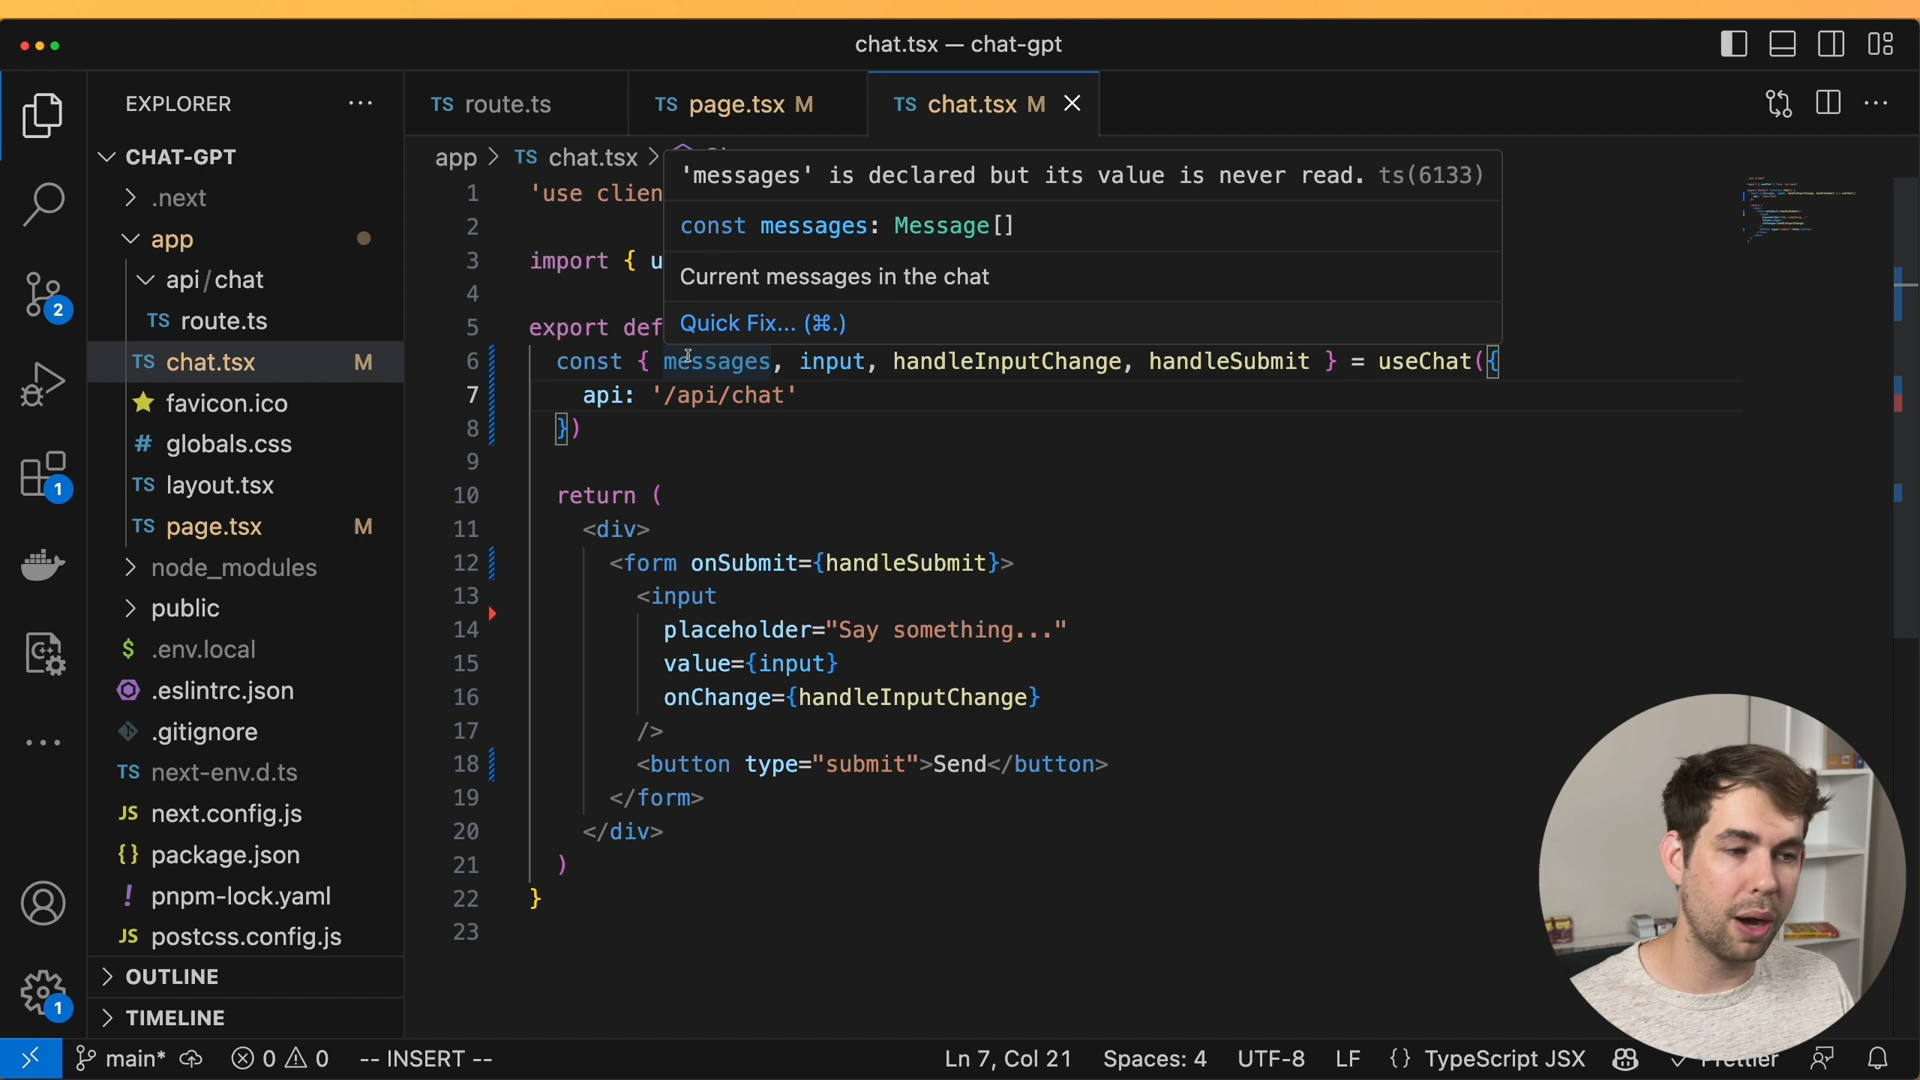 chat.tsx — chat-gpt
EXPLORER
CHAT-GPT
.next
app
api/chat
TS route.ts
TS chat.tsx M
favicon.ico
# globals.css
TS layout.tsx
TS page.tsx M
node_modules
public
$ .env.local
.eslintrc.json
.gitignore
TS next-env.d.ts
JS next.config.js
{} package.json
! pnpm-lock.yaml
JS postcss.config.js
OUTLINE
TIMELINE
2
1
1
TS route.ts
TS page.tsx M
TS chat.tsx M
app > TS chat.tsx >
'messages' is declared but its value is never read. ts(6133)
const messages: Message[]
Current messages in the chat
Quick Fix... (⌘.)
1 'use clien
2
3 import { u
4
5 export def
6 const { messages, input, handleInputChange, handleSubmit } = useChat({
7 api: '/api/chat'
8 })
9
10 return (
11 <div>
12 <form onSubmit={handleSubmit}>
13 <input
14 placeholder="Say something..."
15 value={input}
16 onChange={handleInputChange}
17 />
18 <button type="submit">Send</button>
19 </form>
20 </div>
21 )
22 }
23
main* 0 0 -- INSERT -- Ln 7, Col 21 Spaces: 4 UTF-8 LF {} TypeScript JSX